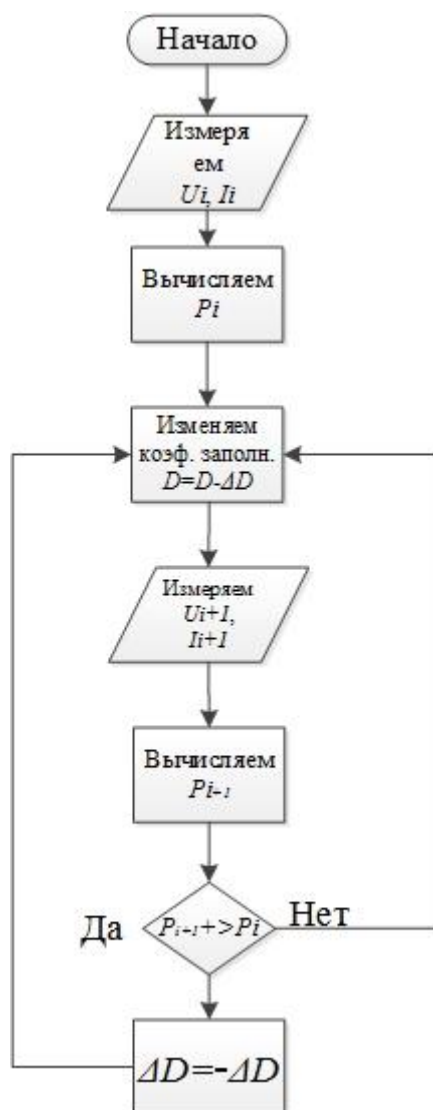 Начало
Измеря
ем
Ui, Ii
Вычисляем
Pi
Изменяем
коэф. заполн.
D=D-ΔD
Измеряем
Ui+1,
Ii+1
Вычисляем
Pi+1
Да
Pi+1+>Pi
Нет
ΔD=-ΔD